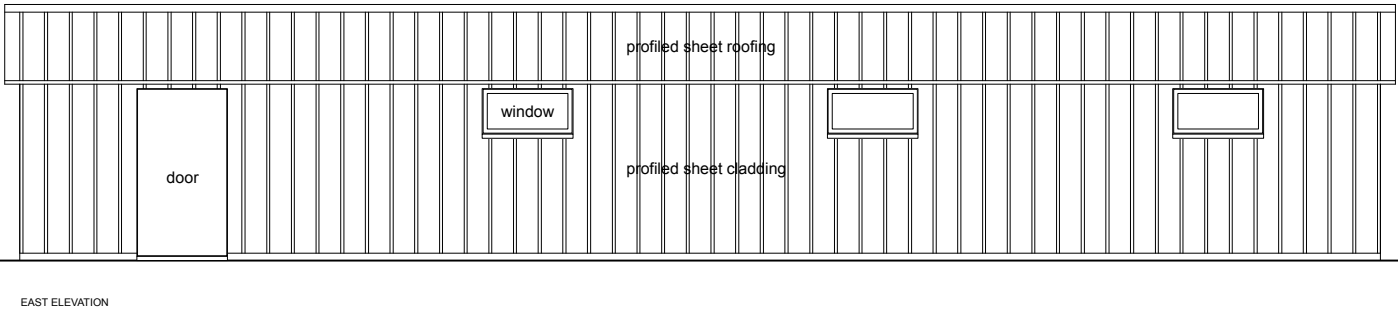 profiled sheet roofing
window
profiled sheet cladding
door
EAST ELEVATION